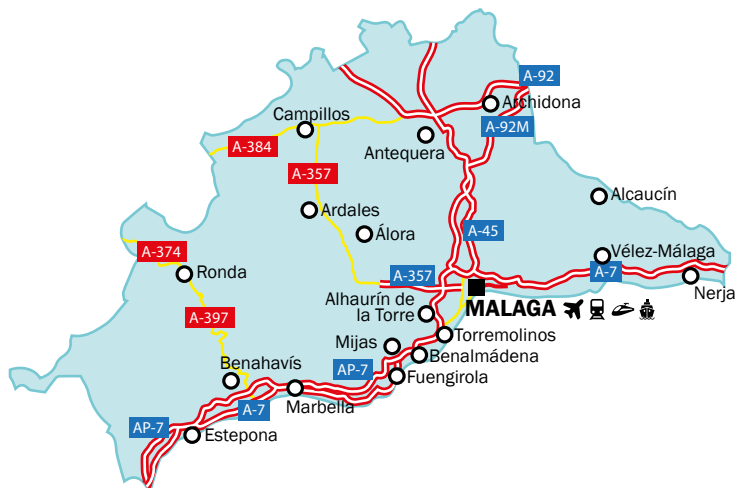 A-92
Archidona
Campillos
A-92M
A-384
Antequera
A-357
Alcaucín
Ardales
Álora
A-45
A-374
Vélez-Málaga
Ronda
A-357
A-7
Nerja
Alhaurín de
la Torre
MALAGA
A-397
Torremolinos
Mijas
Benalmádena
Benahavís
AP-7
Fuengirola
Marbella
A-7
AP-7
Estepona